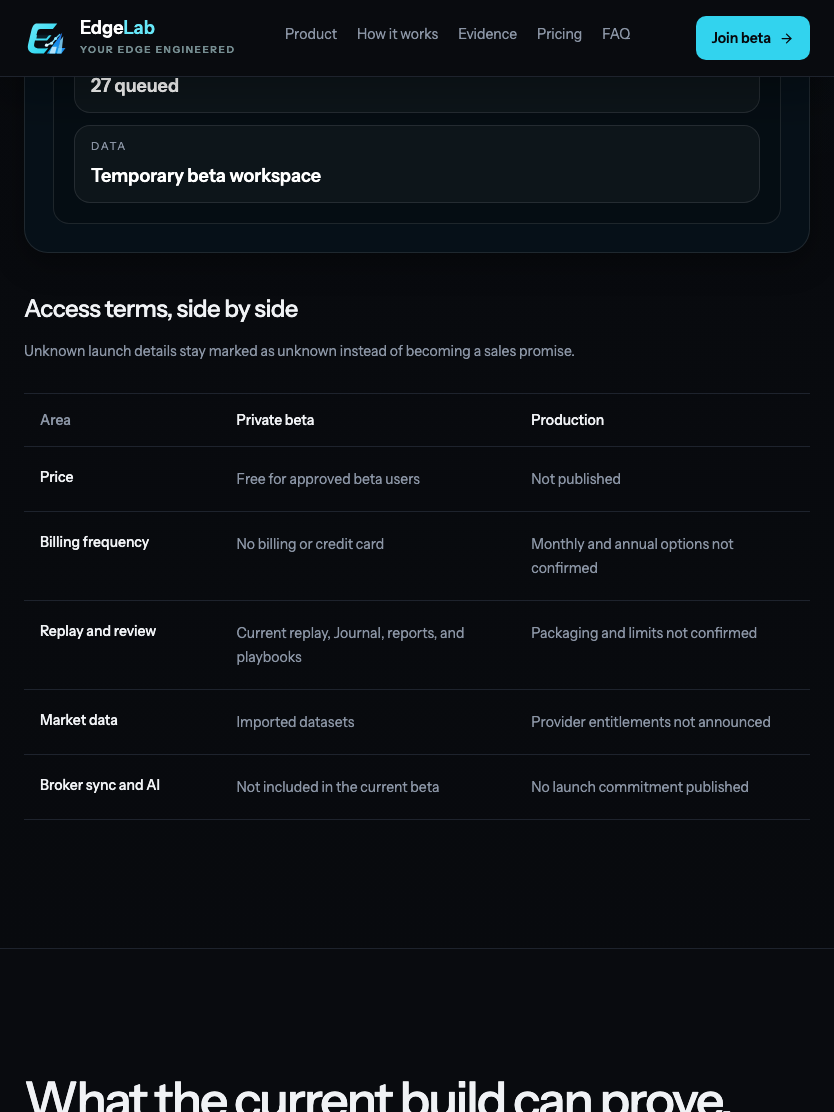 EdgeLab
YOUR EDGE ENGINEERED
Product How it works Evidence Pricing FAQ
Join beta →
27 queued
DATA
Temporary beta workspace
Access terms, side by side
Unknown launch details stay marked as unknown instead of becoming a sales promise.
Area Private beta Production
Price Free for approved beta users Not published
Billing frequency No billing or credit card Monthly and annual options not
confirmed
Replay and review Current replay, Journal, reports, and Packaging and limits not confirmed
playbooks
Market data Imported datasets Provider entitlements not announced
Broker sync and AI Not included in the current beta No launch commitment published
What the current build can prove.